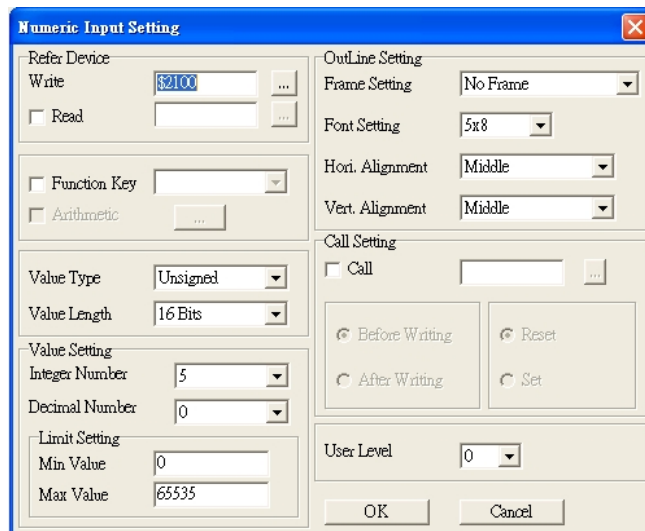 Numeric Input Setting
Refer Device
Write $2100 ...
Read ...
Function Key
Arithmetic ...
Value Type Unsigned
Value Length 16 Bits
Value Setting
Integer Number 5
Decimal Number 0
Limit Setting
Min Value 0
Max Value 65535
OutLine Setting
Frame Setting No Frame
Font Setting 5x8
Hori. Alignment Middle
Vert. Alignment Middle
Call Setting
Call ...
Before Writing Reset
After Writing Set
User Level 0
OK Cancel